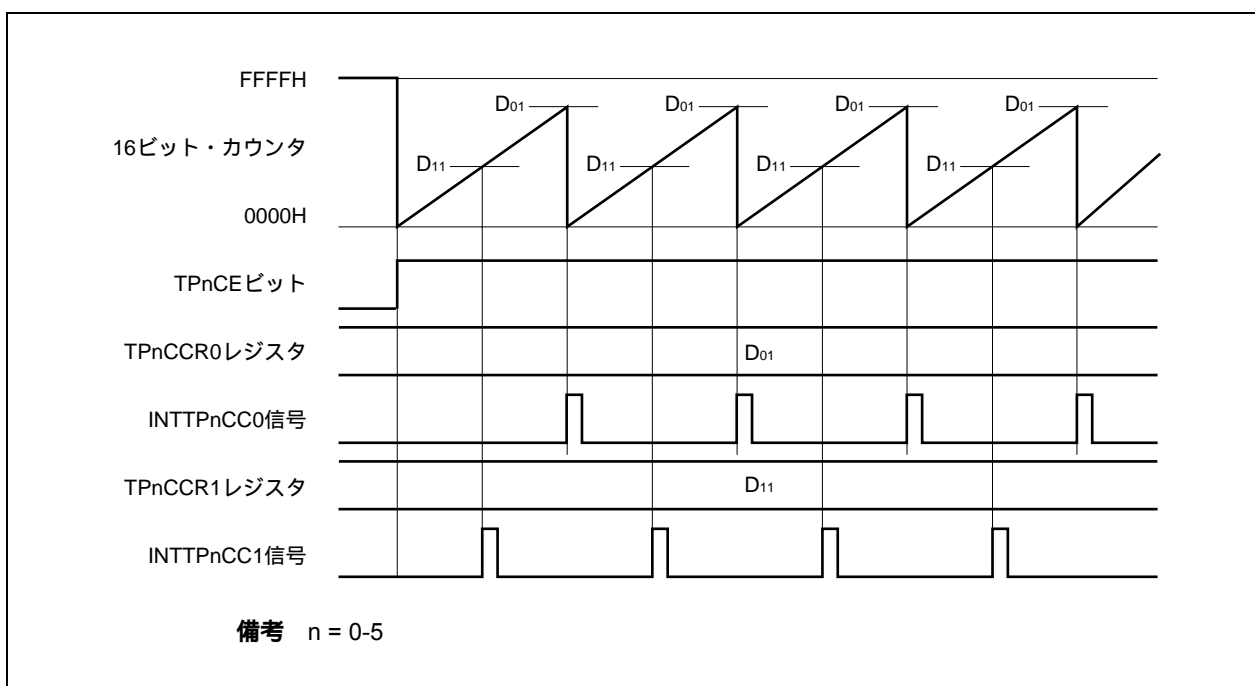 FFFFH
D01 D01 D01 D01
16ビット・カウンタ
D11 D11 D11 D11
0000H
TPnCEビット
TPnCCR0レジスタ D01
INTTPnCC0信号
TPnCCR1レジスタ D11
INTTPnCC1信号
備考 n = 0-5